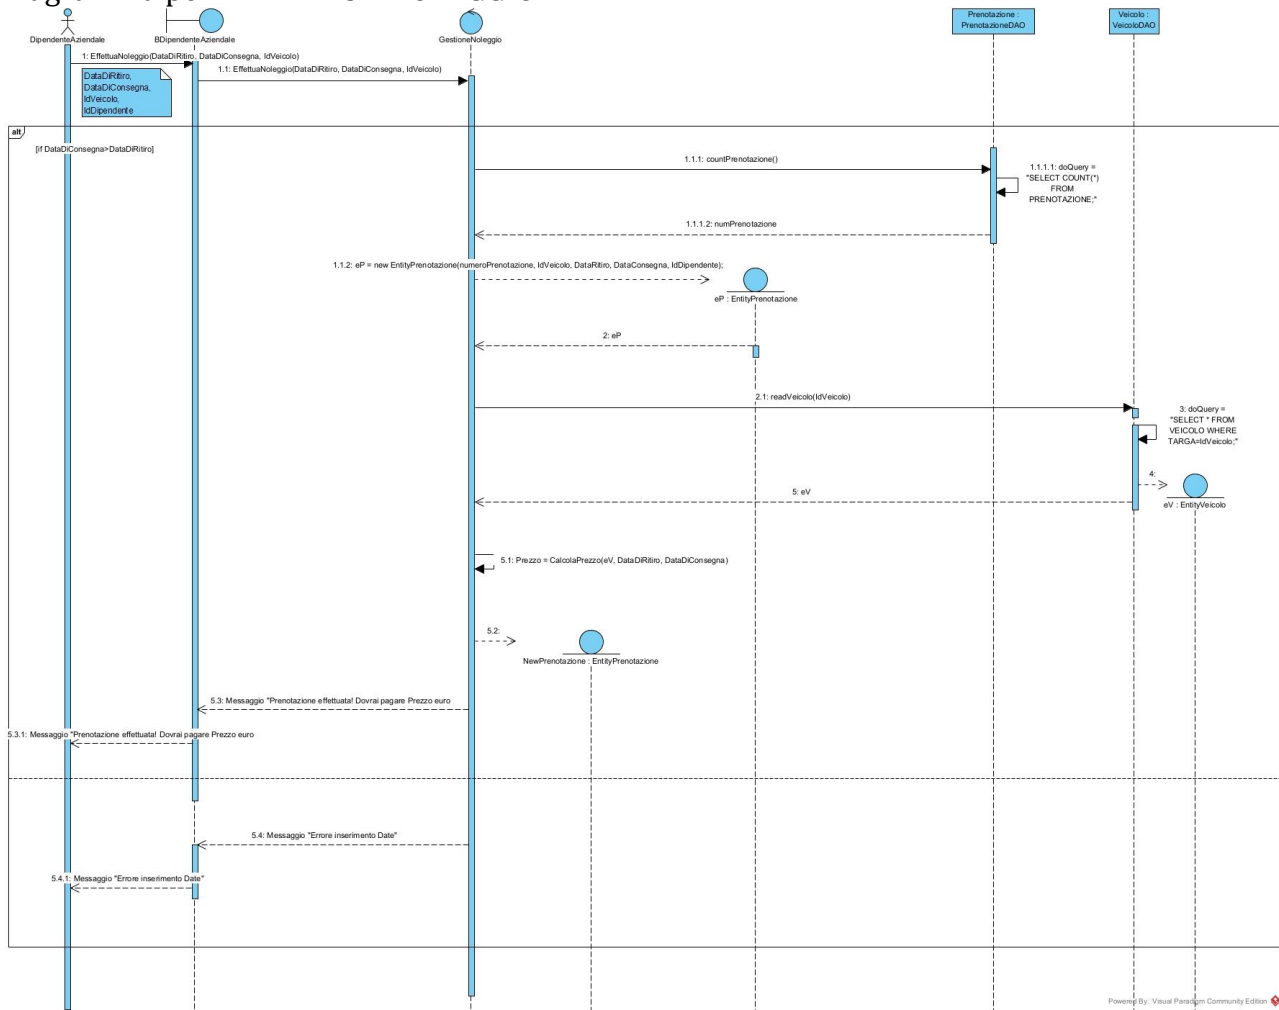 DipendenteAziendale
BDipendenteAziendale
GestioneNoleggio
Prenotazione :
PrenotazioneDAO
Veicolo :
VeicoloDAO
1: EffettuaNoleggio(DataDiRitiro, DataDiConsegna, IdVeicolo)
1.1: EffettuaNoleggio(DataDiRitiro, DataDiConsegna, IdVeicolo)
DataDiRitiro,
DataDiConsegna,
IdVeicolo,
IdDipendente
alt
[if DataDiConsegna>DataDiRitiro]
1.1.1: countPrenotazione()
1.1.1.1: doQuery =
"SELECT COUNT(*)
FROM
PRENOTAZIONE;"
1.1.1.2: numPrenotazione
1.1.2: eP = new EntityPrenotazione(numeroPrenotazione, IdVeicolo, DataRitiro, DataConsegna, IdDipendente);
eP : EntityPrenotazione
2: eP
2.1: readVeicolo(IdVeicolo)
3: doQuery =
"SELECT * FROM
VEICOLO WHERE
TARGA=IdVeicolo;"
4:
5: eV
eV : EntityVeicolo
5.1: Prezzo = CalcolaPrezzo(eV, DataDiRitiro, DataDiConsegna)
5.2:
NewPrenotazione : EntityPrenotazione
5.3: Messaggio "Prenotazione effettuata! Dovrai pagare Prezzo euro
5.3.1: Messaggio "Prenotazione effettuata! Dovrai pagare Prezzo euro
5.4: Messaggio "Errore inserimento Date"
5.4.1: Messaggio "Errore inserimento Date"
Powered By: Visual Paradigm Community Edition